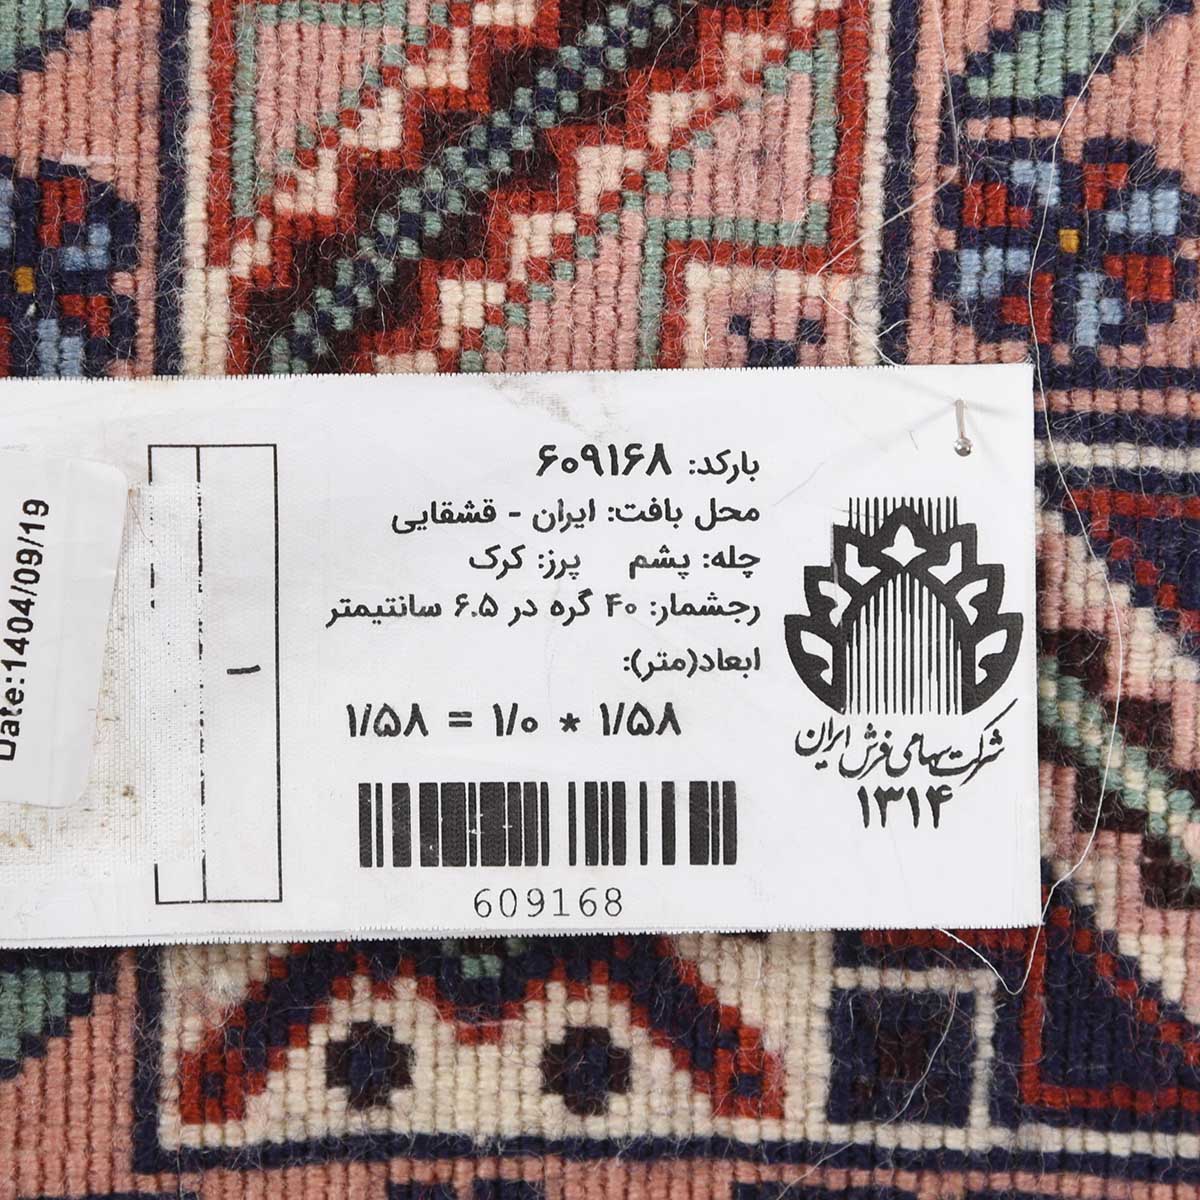 بارکد: ۶۰۹۱۶۸
محل بافت: ایران - قشقایی
چله: پشم پرز: کرک
رجشمار: ۴۰ گره در ۶.۵ سانتیمتر
ابعاد(متر):
۱/۵۸ * ۱/۰ = ۱/۵۸
609168
شرکت سهامی فرش ایران
۱۳۱۴
Date:1404/09/19